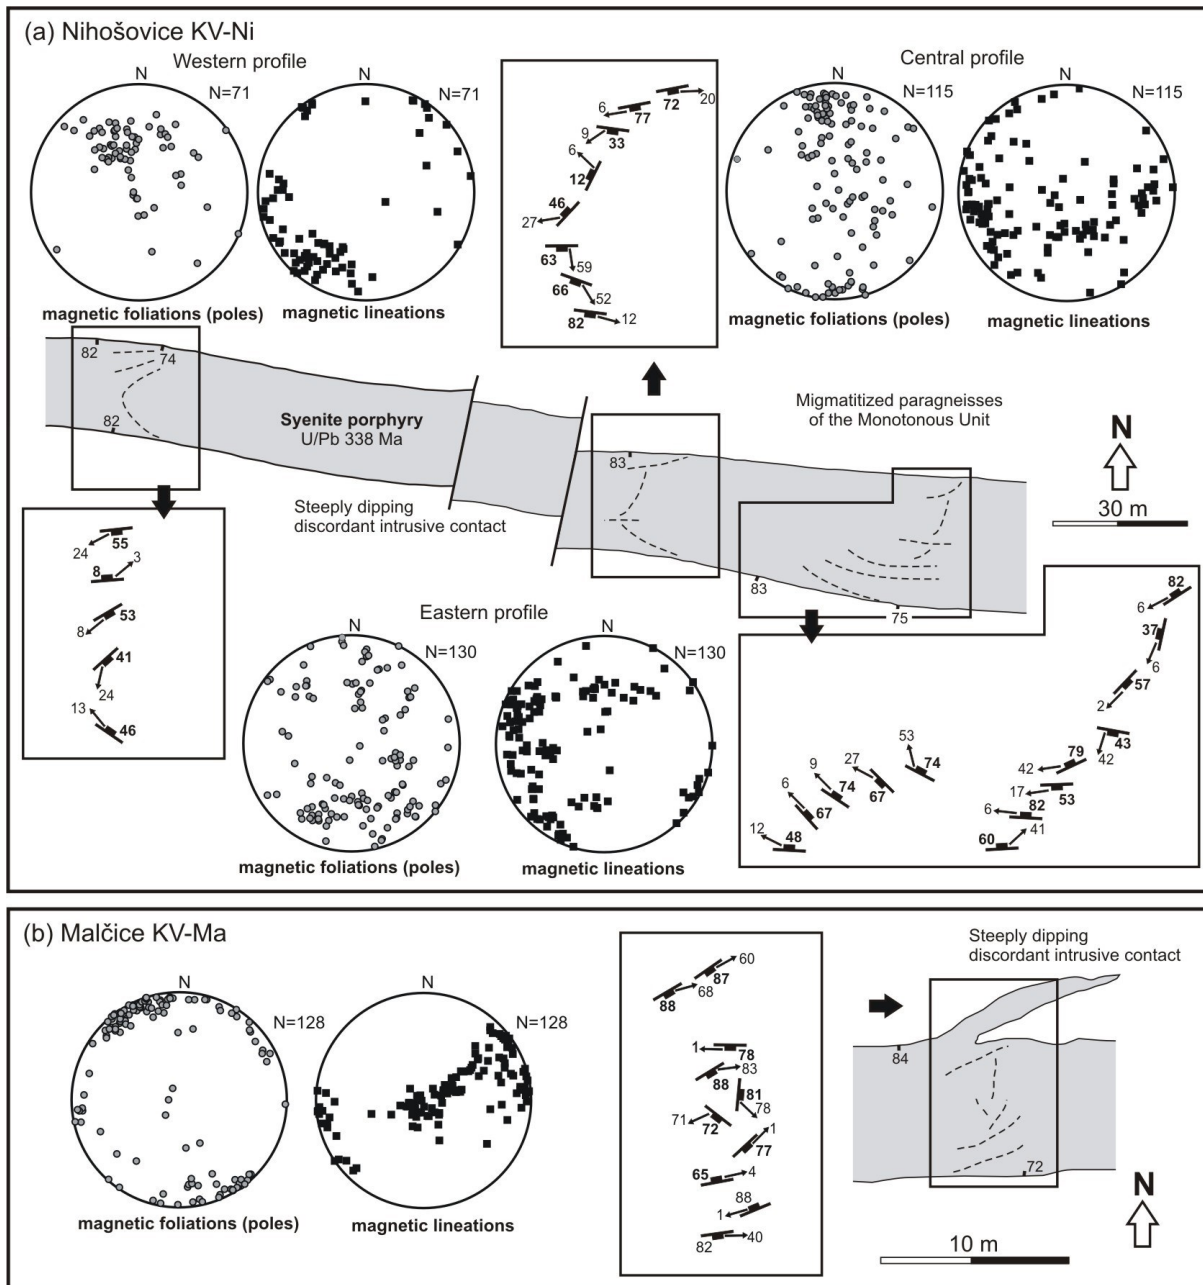 (a) Nihošovice KV-Ni
Western profile
N
N=71
N=71
magnetic foliations (poles)
magnetic lineations
72
20
6
77
9
33
6
12
46
27
63
59
66
52
82
12
Central profile
N
N=115
N=115
magnetic foliations (poles)
magnetic lineations
82
74
82
Syenite porphyry
U/Pb 338 Ma
Steeply dipping
discordant intrusive contact
83
Migmatitized paragneisses
of the Monotonous Unit
83
75
N
30 m
55
24
8
3
53
8
41
24
13
46
Eastern profile
N
N=130
N=130
magnetic foliations (poles)
magnetic lineations
82
6
37
6
57
2
43
42
79
42
53
17
82
6
60
41
53
74
27
67
9
74
6
67
12
48
(b) Malčice KV-Ma
N
N=128
N=128
magnetic foliations (poles)
magnetic lineations
60
87
88
68
1
78
88
83
81
78
71
72
1
77
65
4
88
1
82
40
Steeply dipping
discordant intrusive contact
84
72
N
10 m